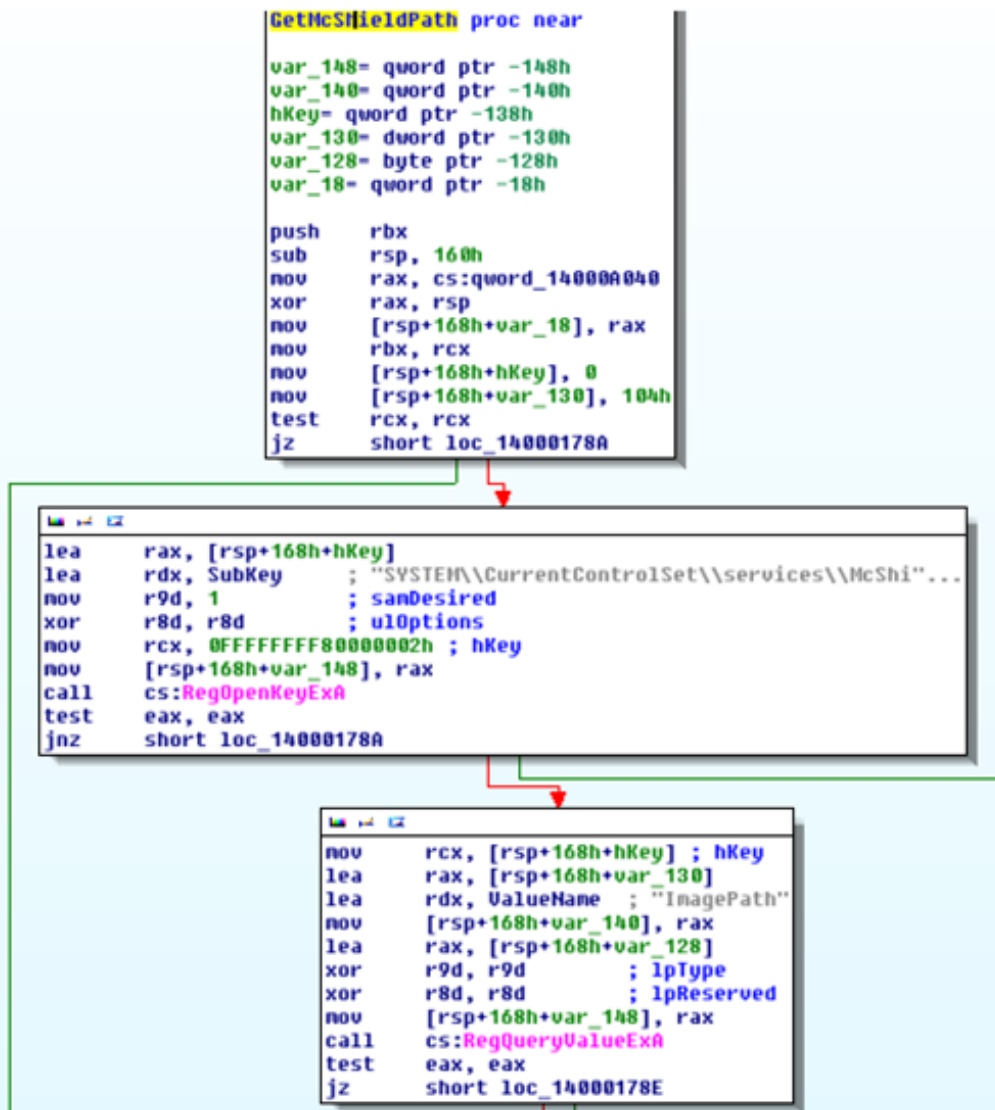 GetMcShieldPath proc near
var_148= qword ptr -148h
var_140= qword ptr -140h
hKey= qword ptr -138h
var_130= dword ptr -130h
var_128= byte ptr -128h
var_18= qword ptr -18h
push rbx
sub rsp, 160h
mov rax, cs:qword_14000A040
xor rax, rsp
mov [rsp+168h+var_18], rax
mov rbx, rcx
mov [rsp+168h+hKey], 0
mov [rsp+168h+var_130], 104h
test rcx, rcx
jz short loc_14000178A
lea rax, [rsp+168h+hKey]
lea rdx, SubKey ; "SYSTEM\\CurrentControlSet\\services\\McShi"...
mov r9d, 1 ; samDesired
xor r8d, r8d ; ulOptions
mov rcx, 0FFFFFFFF80000002h ; hKey
mov [rsp+168h+var_148], rax
call cs:RegOpenKeyExA
test eax, eax
jnz short loc_14000178A
mov rcx, [rsp+168h+hKey] ; hKey
lea rax, [rsp+168h+var_130]
lea rdx, ValueName ; "ImagePath"
mov [rsp+168h+var_140], rax
lea rax, [rsp+168h+var_128]
xor r9d, r9d ; lpType
xor r8d, r8d ; lpReserved
mov [rsp+168h+var_148], rax
call cs:RegQueryValueExA
test eax, eax
jz short loc_14000178E